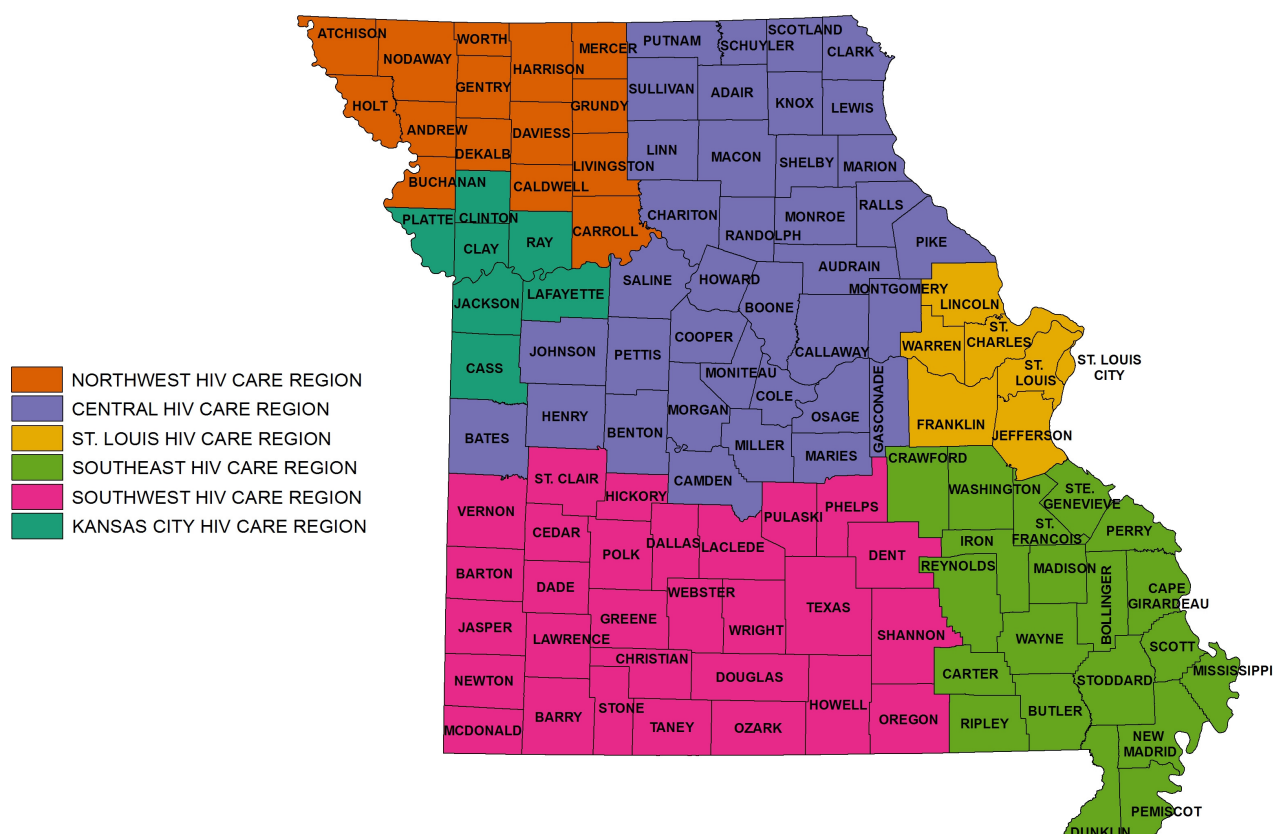 ATCHISON
NODAWAY
WORTH
HARRISON
MERCER
PUTNAM
SCHUYLER
SCOTLAND
CLARK
GENTRY
HOLT
GRUNDY
SULLIVAN
ADAIR
KNOX
LEWIS
ANDREW
DEKALB
DAVIESS
LIVINGSTON
LINN
MACON
SHELBY
MARION
BUCHANAN
CALDWELL
PLATTE
CLINTON
CLAY
RAY
CARROLL
CHARITON
RANDOLPH
MONROE
RALLS
PIKE
AUDRAIN
SALINE
HOWARD
BOONE
MONTGOMERY
LINCOLN
JACKSON
LAFAYETTE
COOPER
CALLAWAY
WARREN
ST.
CHARLES
ST.
LOUIS
ST. LOUIS
CITY
CASS
JOHNSON
PETTIS
MONITEAU
COLE
OSAGE
GASCONADE
FRANKLIN
JEFFERSON
BATES
HENRY
BENTON
MORGAN
MILLER
MARIES
CAMDEN
CRAWFORD
WASHINGTON
STE.
GENEVIEVE
ST.
FRANCOIS
PERRY
VERNON
ST. CLAIR
HICKORY
PULASKI
PHELPS
DENT
IRON
CEDAR
POLK
DALLAS
LACLEDE
REYNOLDS
MADISON
BOLLINGER
CAPE
GIRARDEAU
BARTON
DADE
WEBSTER
TEXAS
GREENE
WRIGHT
SHANNON
WAYNE
SCOTT
MISSISSIPPI
JASPER
LAWRENCE
CHRISTIAN
DOUGLAS
CARTER
STODDARD
NEWTON
BARRY
STONE
TANEY
OZARK
HOWELL
OREGON
RIPLEY
BUTLER
NEW
MADRID
MCDONALD
PEMISCOT
DUNKLIN
NORTHWEST HIV CARE REGION
CENTRAL HIV CARE REGION
ST. LOUIS HIV CARE REGION
SOUTHEAST HIV CARE REGION
SOUTHWEST HIV CARE REGION
KANSAS CITY HIV CARE REGION